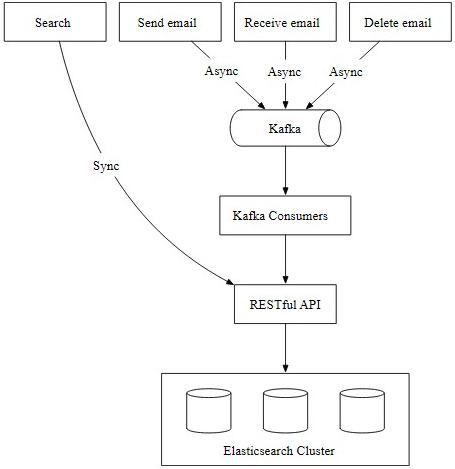 Search
Send email
Receive email
Delete email
Async
Async
Async
Kafka
Sync
Kafka Consumers
RESTful API
Elasticsearch Cluster